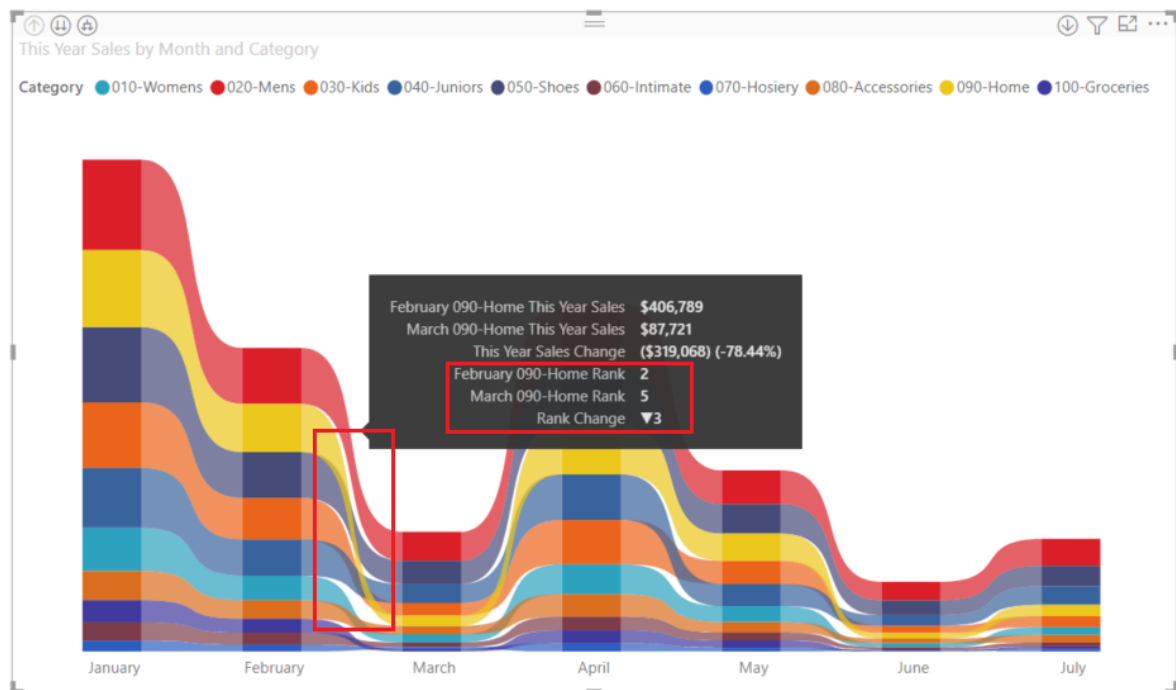 This Year Sales by Month and Category
Category 010-Womens 020-Mens 030-Kids 040-Juniors 050-Shoes 060-Intimate 070-Hosiery 080-Accessories 090-Home 100-Groceries
February 090-Home This Year Sales $406,789
March 090-Home This Year Sales $87,721
This Year Sales Change ($319,068) (-78.44%)
February 090-Home Rank 2
March 090-Home Rank 5
Rank Change ▼3
January February March April May June July